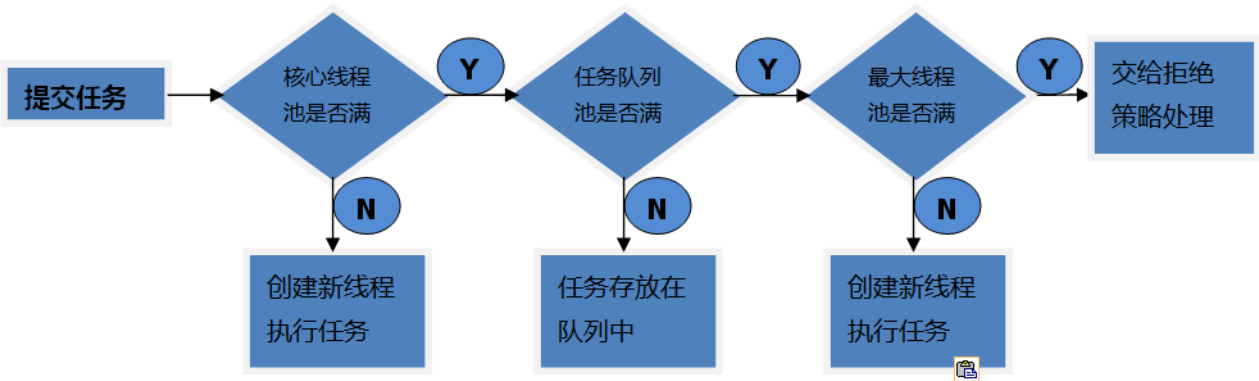 提交任务
核心线程
池是否满
Y
任务队列
池是否满
Y
最大线程
池是否满
Y
交给拒绝
策略处理
N
N
N
创建新线程
执行任务
任务存放在
队列中
创建新线程
执行任务